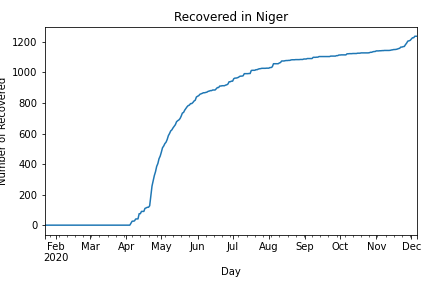 Recovered in Niger
Number of Recovered
1200
1000
800
600
400
200
0
Feb Mar Apr May Jun Jul Aug Sep Oct Nov Dec
2020
Day